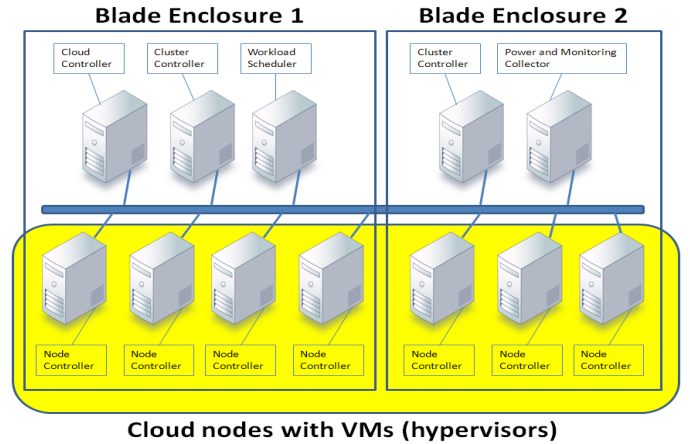 Blade Enclosure 1
Blade Enclosure 2
Cloud
Controller
Cluster
Controller
Workload
Scheduler
Cluster
Controller
Power and Monitoring
Collector
Node
Controller
Node
Controller
Node
Controller
Node
Controller
Node
Controller
Node
Controller
Node
Controller
Cloud nodes with VMs (hypervisors)